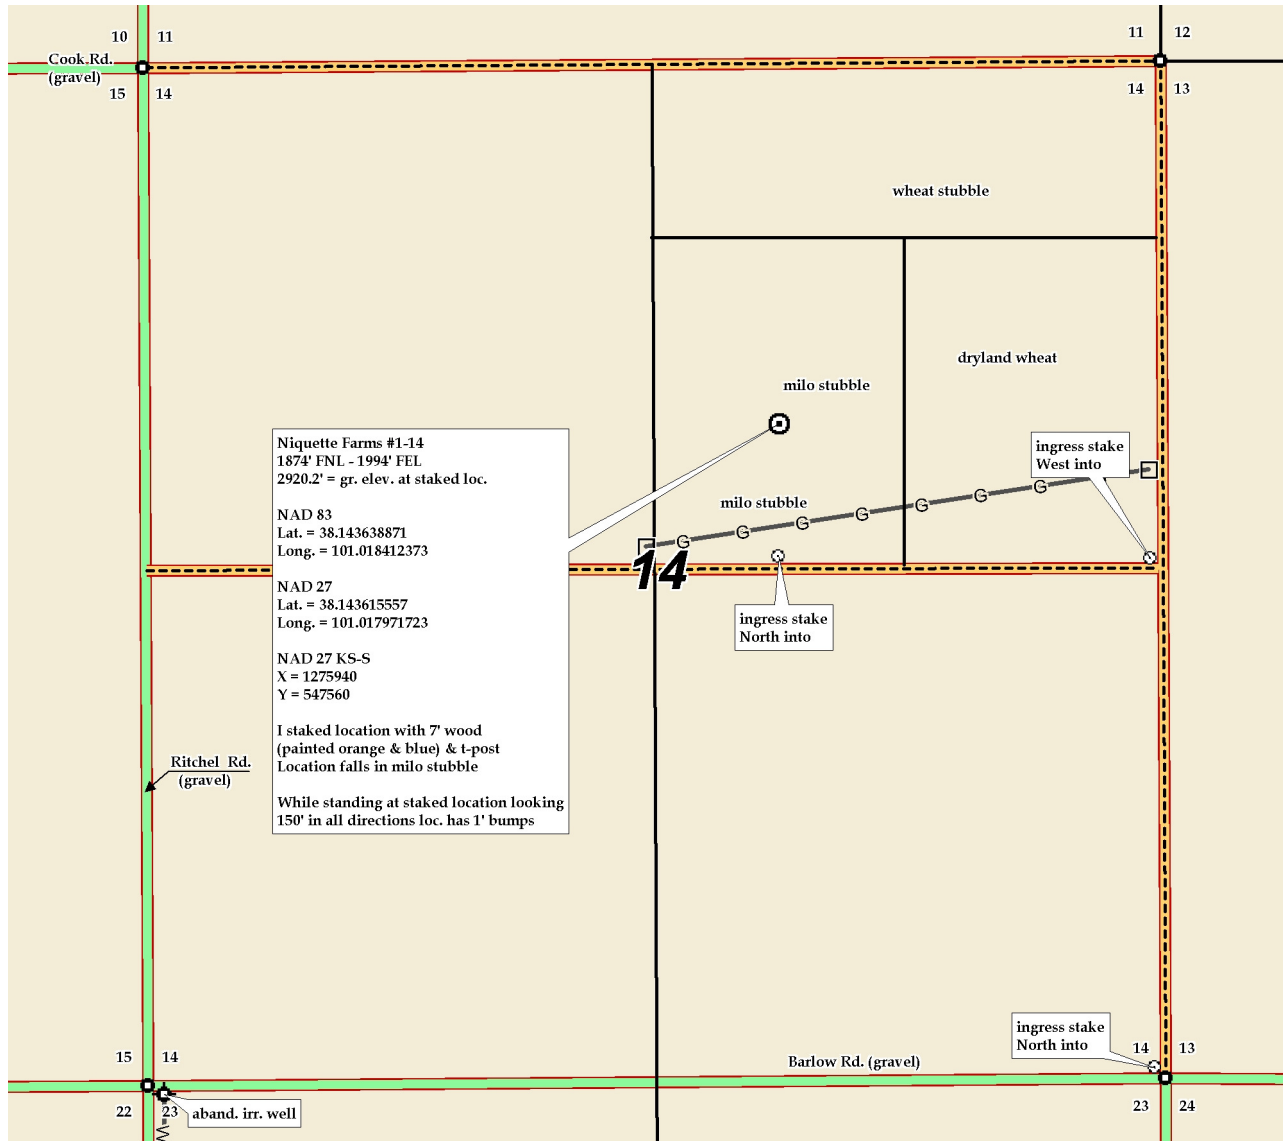 10 11
11 12
Cook Rd.
(gravel)
15 14
14 13
wheat stubble
dryland wheat
milo stubble
Niquette Farms #1-14
1874' FNL - 1994' FEL
2920.2' = gr. elev. at staked loc.
NAD 83
Lat. = 38.143638871
Long. = 101.018412373
NAD 27
Lat. = 38.143615557
Long. = 101.017971723
NAD 27 KS-S
X = 1275940
Y = 547560
I staked location with 7' wood
(painted orange & blue) & t-post
Location falls in milo stubble
While standing at staked location looking
150' in all directions loc. has 1' bumps
ingress stake
West into
milo stubble
G G G G G G G
14
ingress stake
North into
Ritchel Rd.
(gravel)
ingress stake
North into
15 14
14 13
Barlow Rd. (gravel)
22 23
23 24
aband. irr. well
W